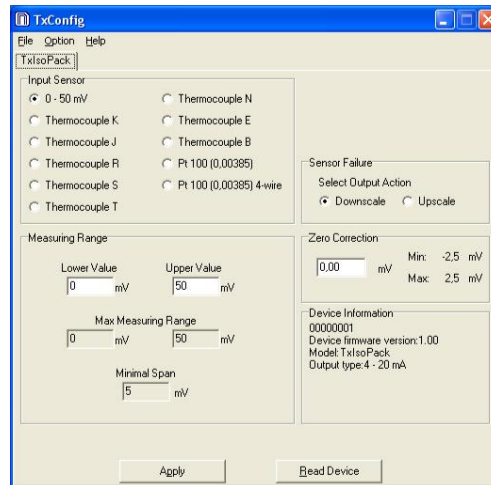 TxConfig
File Option Help
TxIsoPack
Input Sensor
0 - 50 mV
Thermocouple K
Thermocouple J
Thermocouple R
Thermocouple S
Thermocouple T
Thermocouple N
Thermocouple E
Thermocouple B
Pt 100 (0,00385)
Pt 100 (0,00385) 4-wire
Sensor Failure
Select Output Action
Downscale Upscale
Measuring Range
Lower Value Upper Value
0 mV 50 mV
Max Measuring Range
0 mV 50 mV
Minimal Span
5 mV
Zero Correction
0,00 mV
Min: -2,5 mV
Max: 2,5 mV
Device Information
00000001
Device firmware version:1.00
Model:TxIsoPack
Output type:4 - 20 mA
Apply Read Device